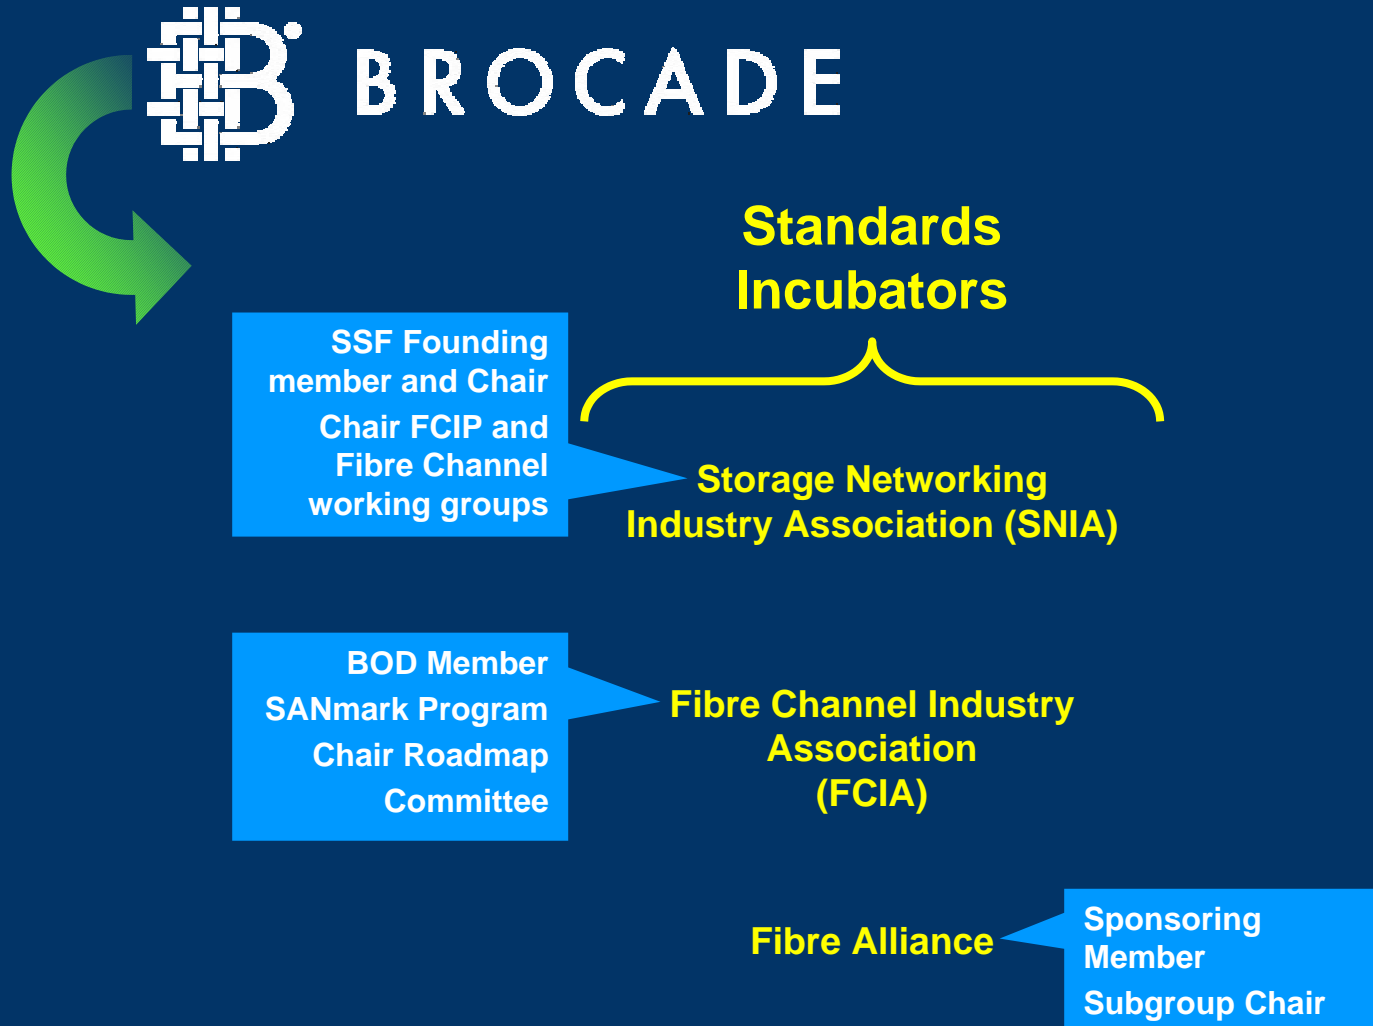 BROCADE
Standards
Incubators
SSF Founding
member and Chair
Chair FCIP and
Fibre Channel
working groups
Storage Networking
Industry Association (SNIA)
BOD Member
SANmark Program
Chair Roadmap
Committee
Fibre Channel Industry
Association
(FCIA)
Fibre Alliance
Sponsoring
Member
Subgroup Chair